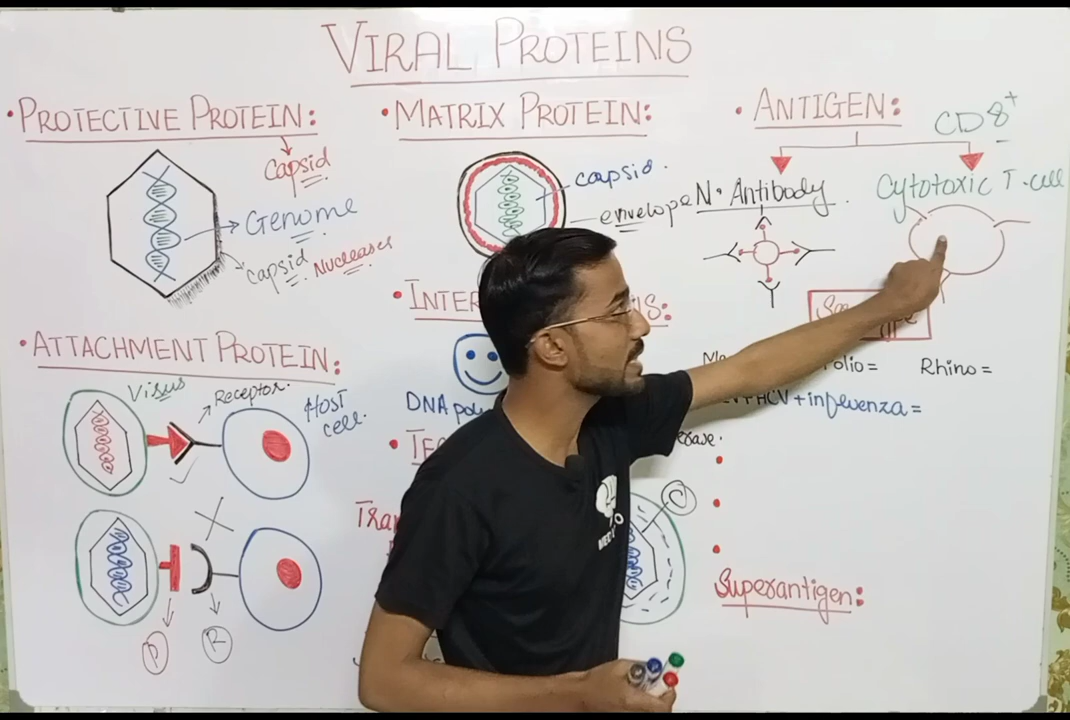 VIRAL PROTEINS
• PROTECTIVE PROTEIN:
Capsid
Genome
Capsid Nucleases
• ATTACHMENT PROTEIN:
Virus
Receptor.
HOST
cell.
P
R
• MATRIX PROTEIN:
capsid.
envelope
• INTER
S:
DNA pol
•
C
• ANTIGEN:
CD8+
N. Antibody.
Cytotoxic T-cell
Rhino =
HCV + influenza =
•
•
•
Superantigen: